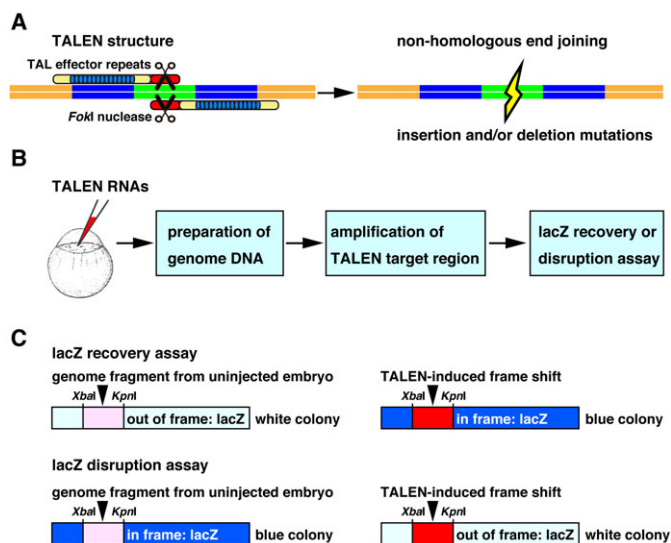 A
TALEN structure
TAL effector repeats
FokI nuclease
non-homologous end joining
insertion and/or deletion mutations
B
TALEN RNAs
preparation of
genome DNA
amplification of
TALEN target region
lacZ recovery or
disruption assay
C
lacZ recovery assay
genome fragment from uninjected embryo
XbaI KpnI
out of frame: lacZ white colony
TALEN-induced frame shift
XbaI KpnI
in frame: lacZ blue colony
lacZ disruption assay
genome fragment from uninjected embryo
XbaI KpnI
in frame: lacZ blue colony
TALEN-induced frame shift
XbaI KpnI
out of frame: lacZ white colony